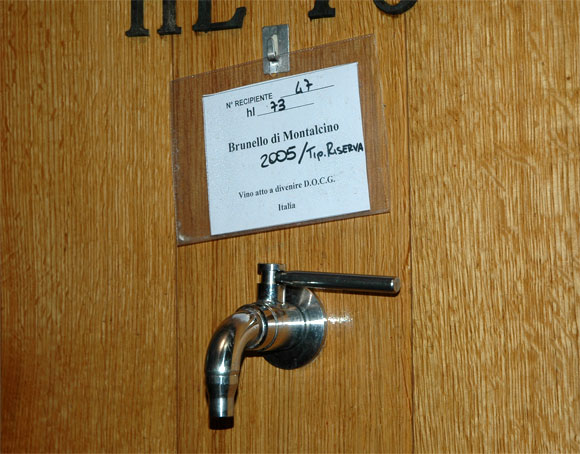 N° RECIPIENTE 47
hl 73
Brunello di Montalcino
2005/Tip. RISERVA
Vino atto a divenire D.O.C.G.
Italia